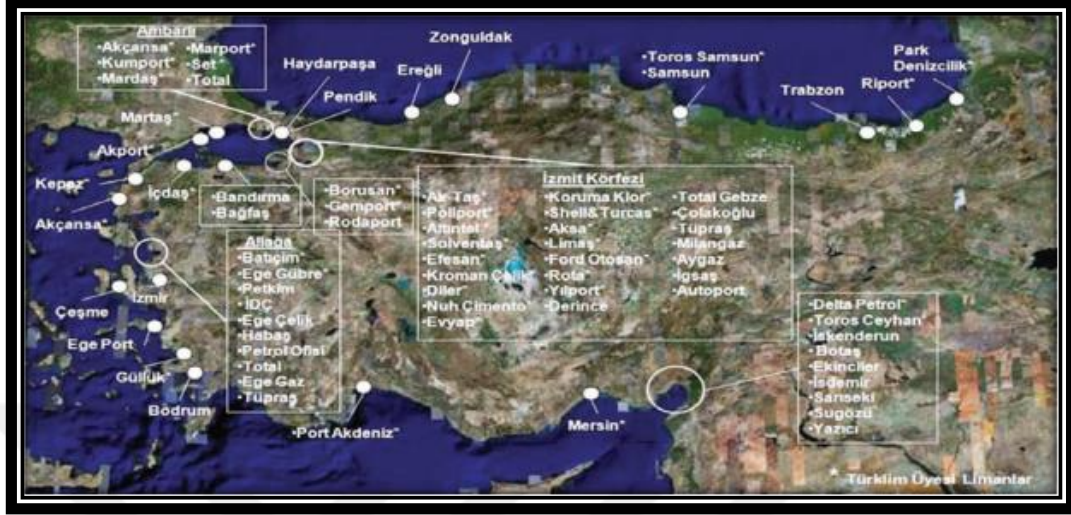 Ambarlı
•Akçansa* •Marport*
•Kumport* •Set*
•Mardaş* •Total
Haydarpaşa
Pendik
Ereğli
Zonguldak
•Toros Samsun*
•Samsun
Trabzon
Riport*
Park
Denizcilik*
Martaş*
Akport*
Kepez*
Akçansa*
İçdaş*
•Bandırma
•Bağfaş
•Borusan*
•Gemport*
•Rodaport
İzmit Körfezi
•Ak Taş*
•Poliport*
•Altıntel*
•Solventaş*
•Efesan*
•Kroman Çelik*
•Diler*
•Nuh Çimento*
•Evyap*
•Koruma Klor*
•Shell&Turcas*
•Aksa*
•Limaş*
•Ford Otosan*
•Rota*
•Yılport*
•Derince
•Total Gebze
•Çolakoğlu
•Tüpraş
•Milangaz
•Aygaz
•İgsaş
•Autoport
Aliağa
•Batıçim*
•Ege Gübre*
•Petkim
•İDÇ
•Ege Çelik
•Habaş
•Petrol Ofisi
•Total
•Ege Gaz
•Tüpraş
İzmir
Çeşme
Ege Port
Güllük*
Bodrum
•Port Akdeniz*
Mersin*
•Delta Petrol*
•Toros Ceyhan*
•İskenderun
•Botaş
•Ekinciler
•İsdemir
•Sarıseki
•Sugözü
•Yazıcı
* Türklim Üyesi Limanlar